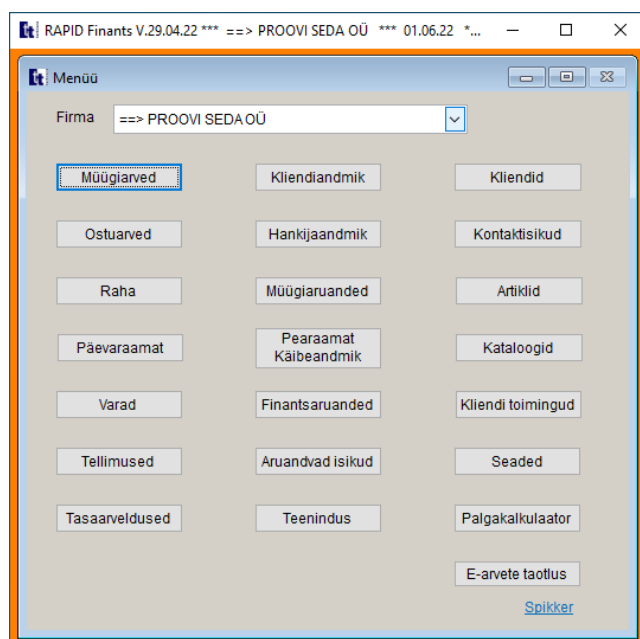 RAPID Finants V.29.04.22 *** ==> PROOVI SEDA OÜ *** 01.06.22 *...
Menüü
Firma ==> PROOVI SEDA OÜ
Müügiarved Kliendiandmik Kliendid
Ostuarved Hankijaandmik Kontaktisikud
Raha Müügiaruanded Artiklid
Päevaraamat Pearaamat Käibeandmik Kataloogid
Varad Finantsaruanded Kliendi toimingud
Tellimused Aruandvad isikud Seaded
Tasaarveldused Teenindus Palgakalkulaator
E-arvete taotlus
Spikker